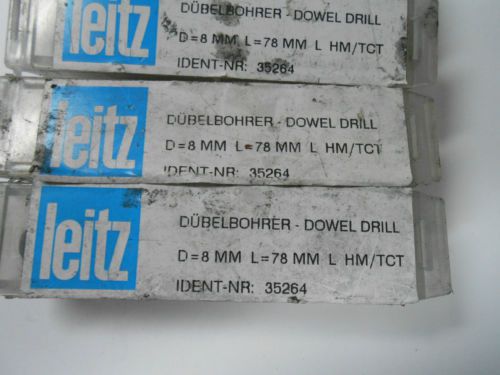 leitz
DÜBELBOHRER - DOWEL DRILL
D=8 MM L=78 MM L HM/TCT
IDENT-NR: 35264
leitz
DÜBELBOHRER - DOWEL DRILL
D=8 MM L=78 MM L HM/TCT
IDENT-NR: 35264
leitz
DÜBELBOHRER - DOWEL DRILL
D=8 MM L=78 MM L HM/TCT
IDENT-NR: 35264